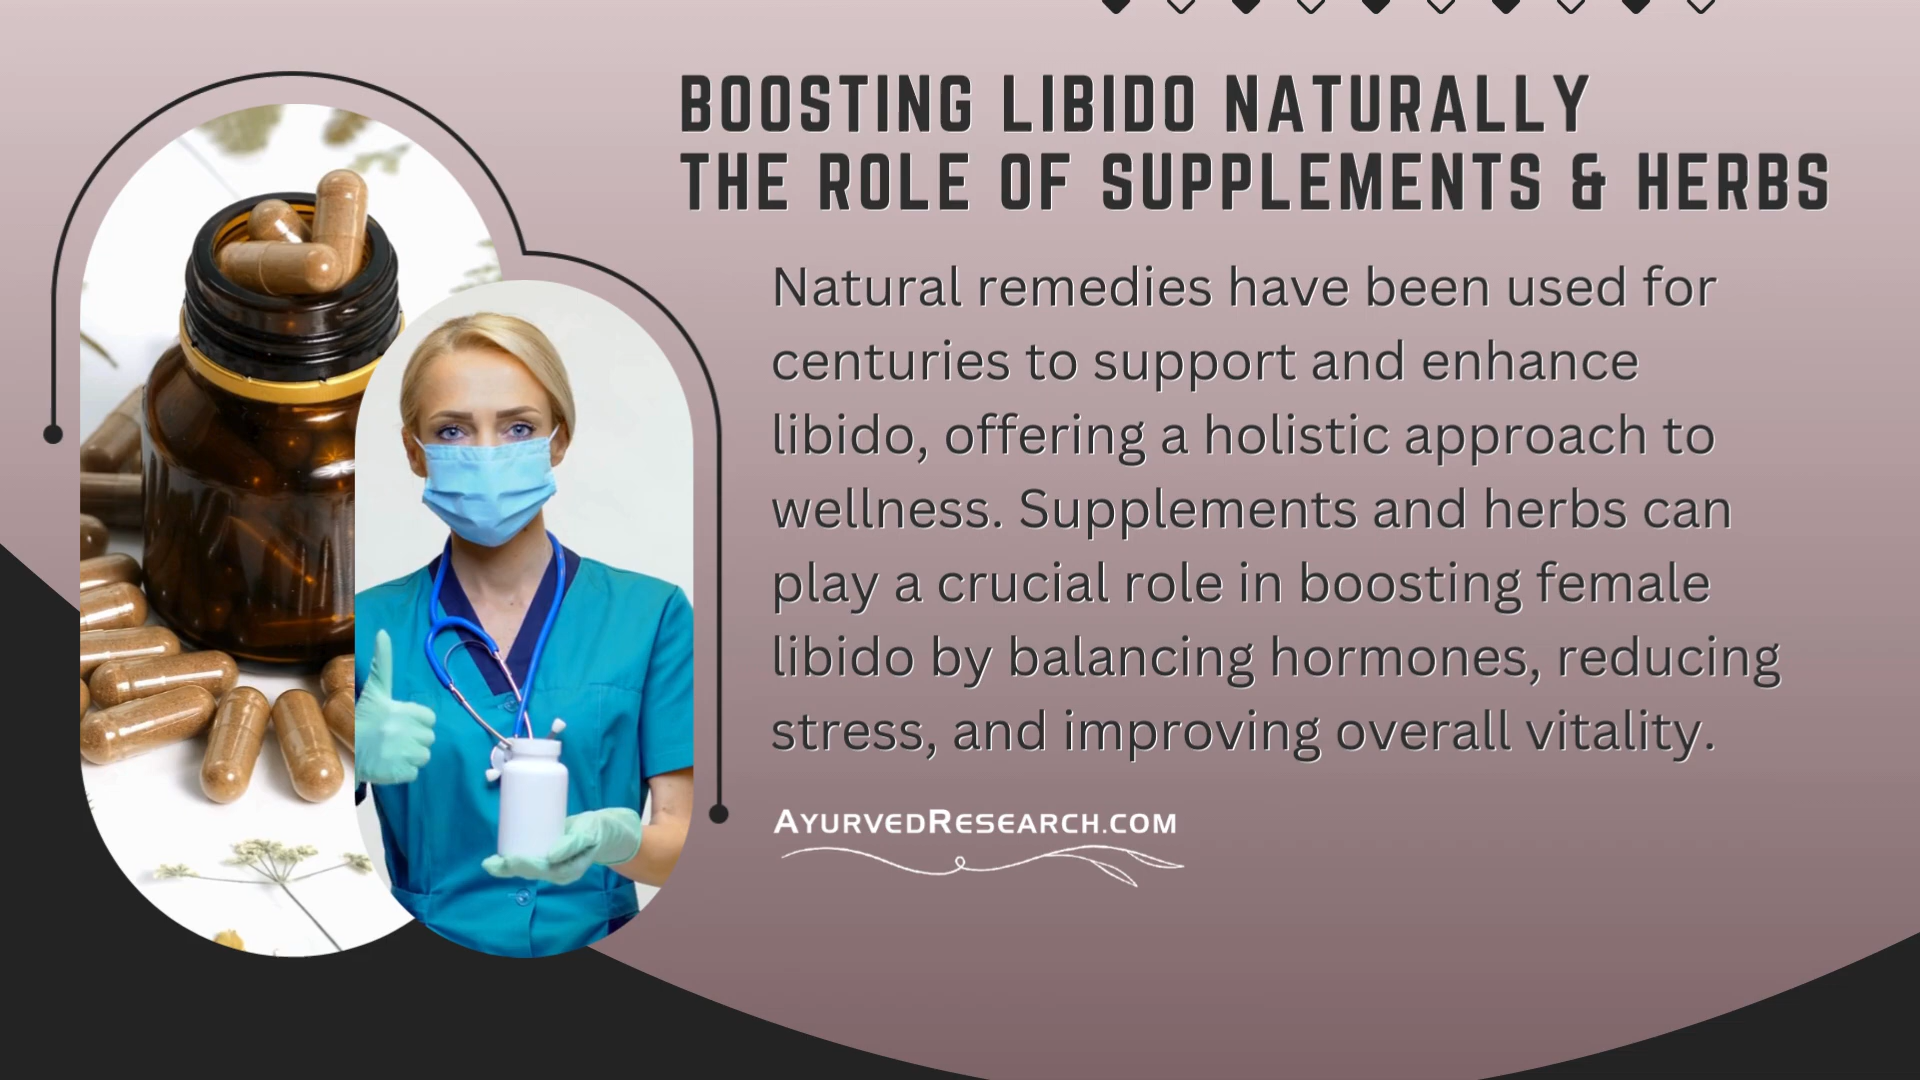 BOOSTING LIBIDO NATURALLY
THE ROLE OF SUPPLEMENTS & HERBS
Natural remedies have been used for
centuries to support and enhance
libido, offering a holistic approach to
wellness. Supplements and herbs can
play a crucial role in boosting female
libido by balancing hormones, reducing
stress, and improving overall vitality.
AyurvedResearch.com